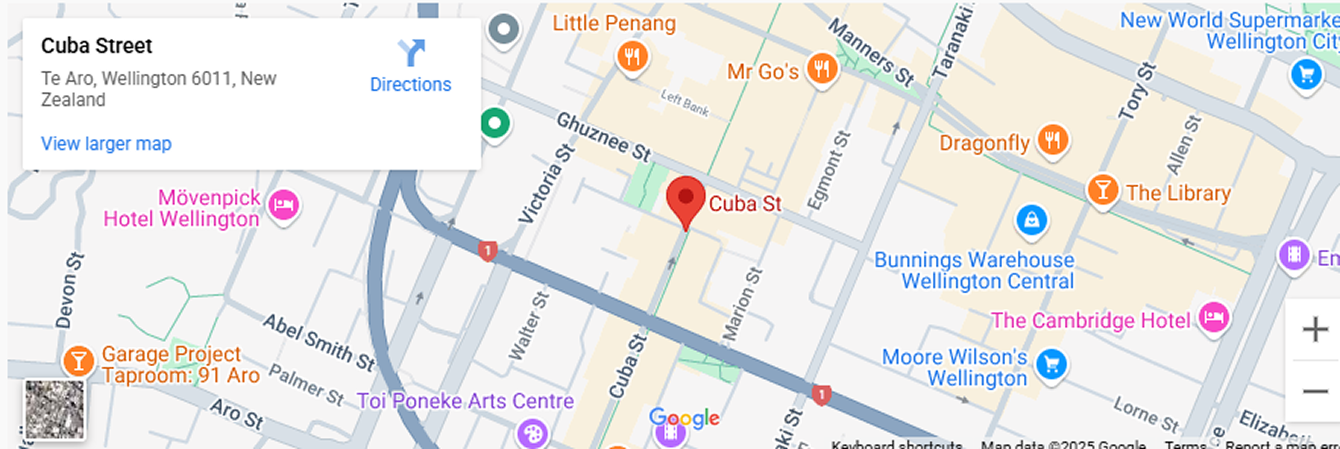 Cuba Street
Te Aro, Wellington 6011, New
Zealand
Directions
View larger map
Little Penang
Mr Go's
Left Bank
Manners St
Taranaki
New World Supermarke
Wellington City
Tory St
Allen St
Ghuznee St
Victoria St
Egmont St
Dragonfly
The Library
Mövenpick
Hotel Wellington
Cuba St
1
Bunnings Warehouse
Wellington Central
Em
Devon St
Marion St
Walter St
The Cambridge Hotel
Abel Smith St
Cuba St
Moore Wilson's
Wellington
Garage Project
Taproom: 91 Aro
Palmer St
Aro St
Toi Poneke Arts Centre
1
Google
aki St
Lorne St
Elizabe
Keyboard shortcuts
Map data ©2025 Google
Terms
Report a map err